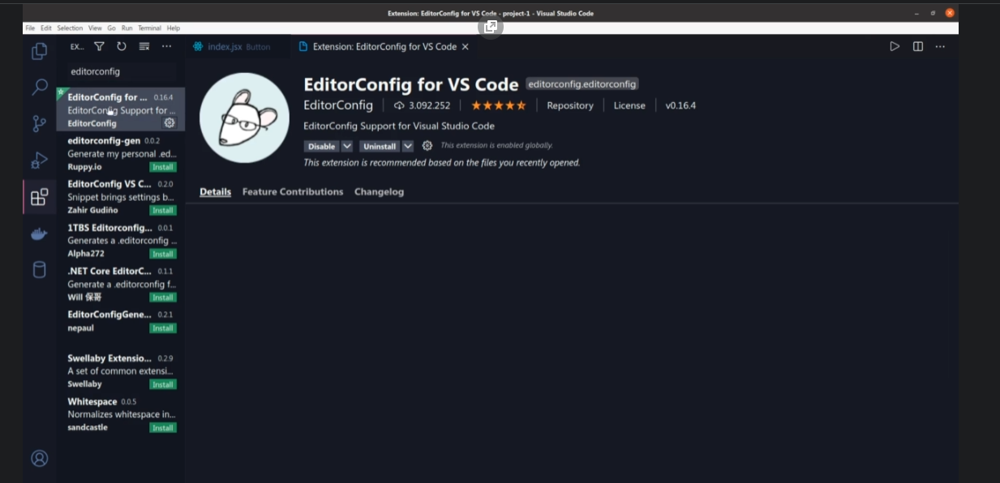 Extension: EditorConfig for VS Code - project-1 - Visual Studio Code
File Edit Selection View Go Run Terminal Help
EX...
index.jsx Button
Extension: EditorConfig for VS Code
editorconfig
EditorConfig for ... 0.16.4
EditorConfig Support for ...
EditorConfig
editorconfig-gen 0.0.2
Generate my personal .ed...
Ruppy.io Install
EditorConfig VS C... 0.2.0
Snippet brings settings b...
Zahir Gudiño Install
1TBS Editorconfig... 0.0.1
Generates a .editorconfig ...
Alpha272 Install
.NET Core EditorC... 0.1.1
Generate a .editorconfig f...
Will 保哥 Install
EditorConfigGene... 0.2.1
nepaul Install
Swellaby Extensio... 0.2.9
A set of common extensi...
Swellaby Install
Whitespace 0.0.5
Normalizes whitespace in...
sandcastle Install
EditorConfig for VS Code editorconfig.editorconfig
EditorConfig 3.092.252 Repository License v0.16.4
EditorConfig Support for Visual Studio Code
Disable Uninstall This extension is enabled globally.
This extension is recommended based on the files you recently opened.
Details Feature Contributions Changelog